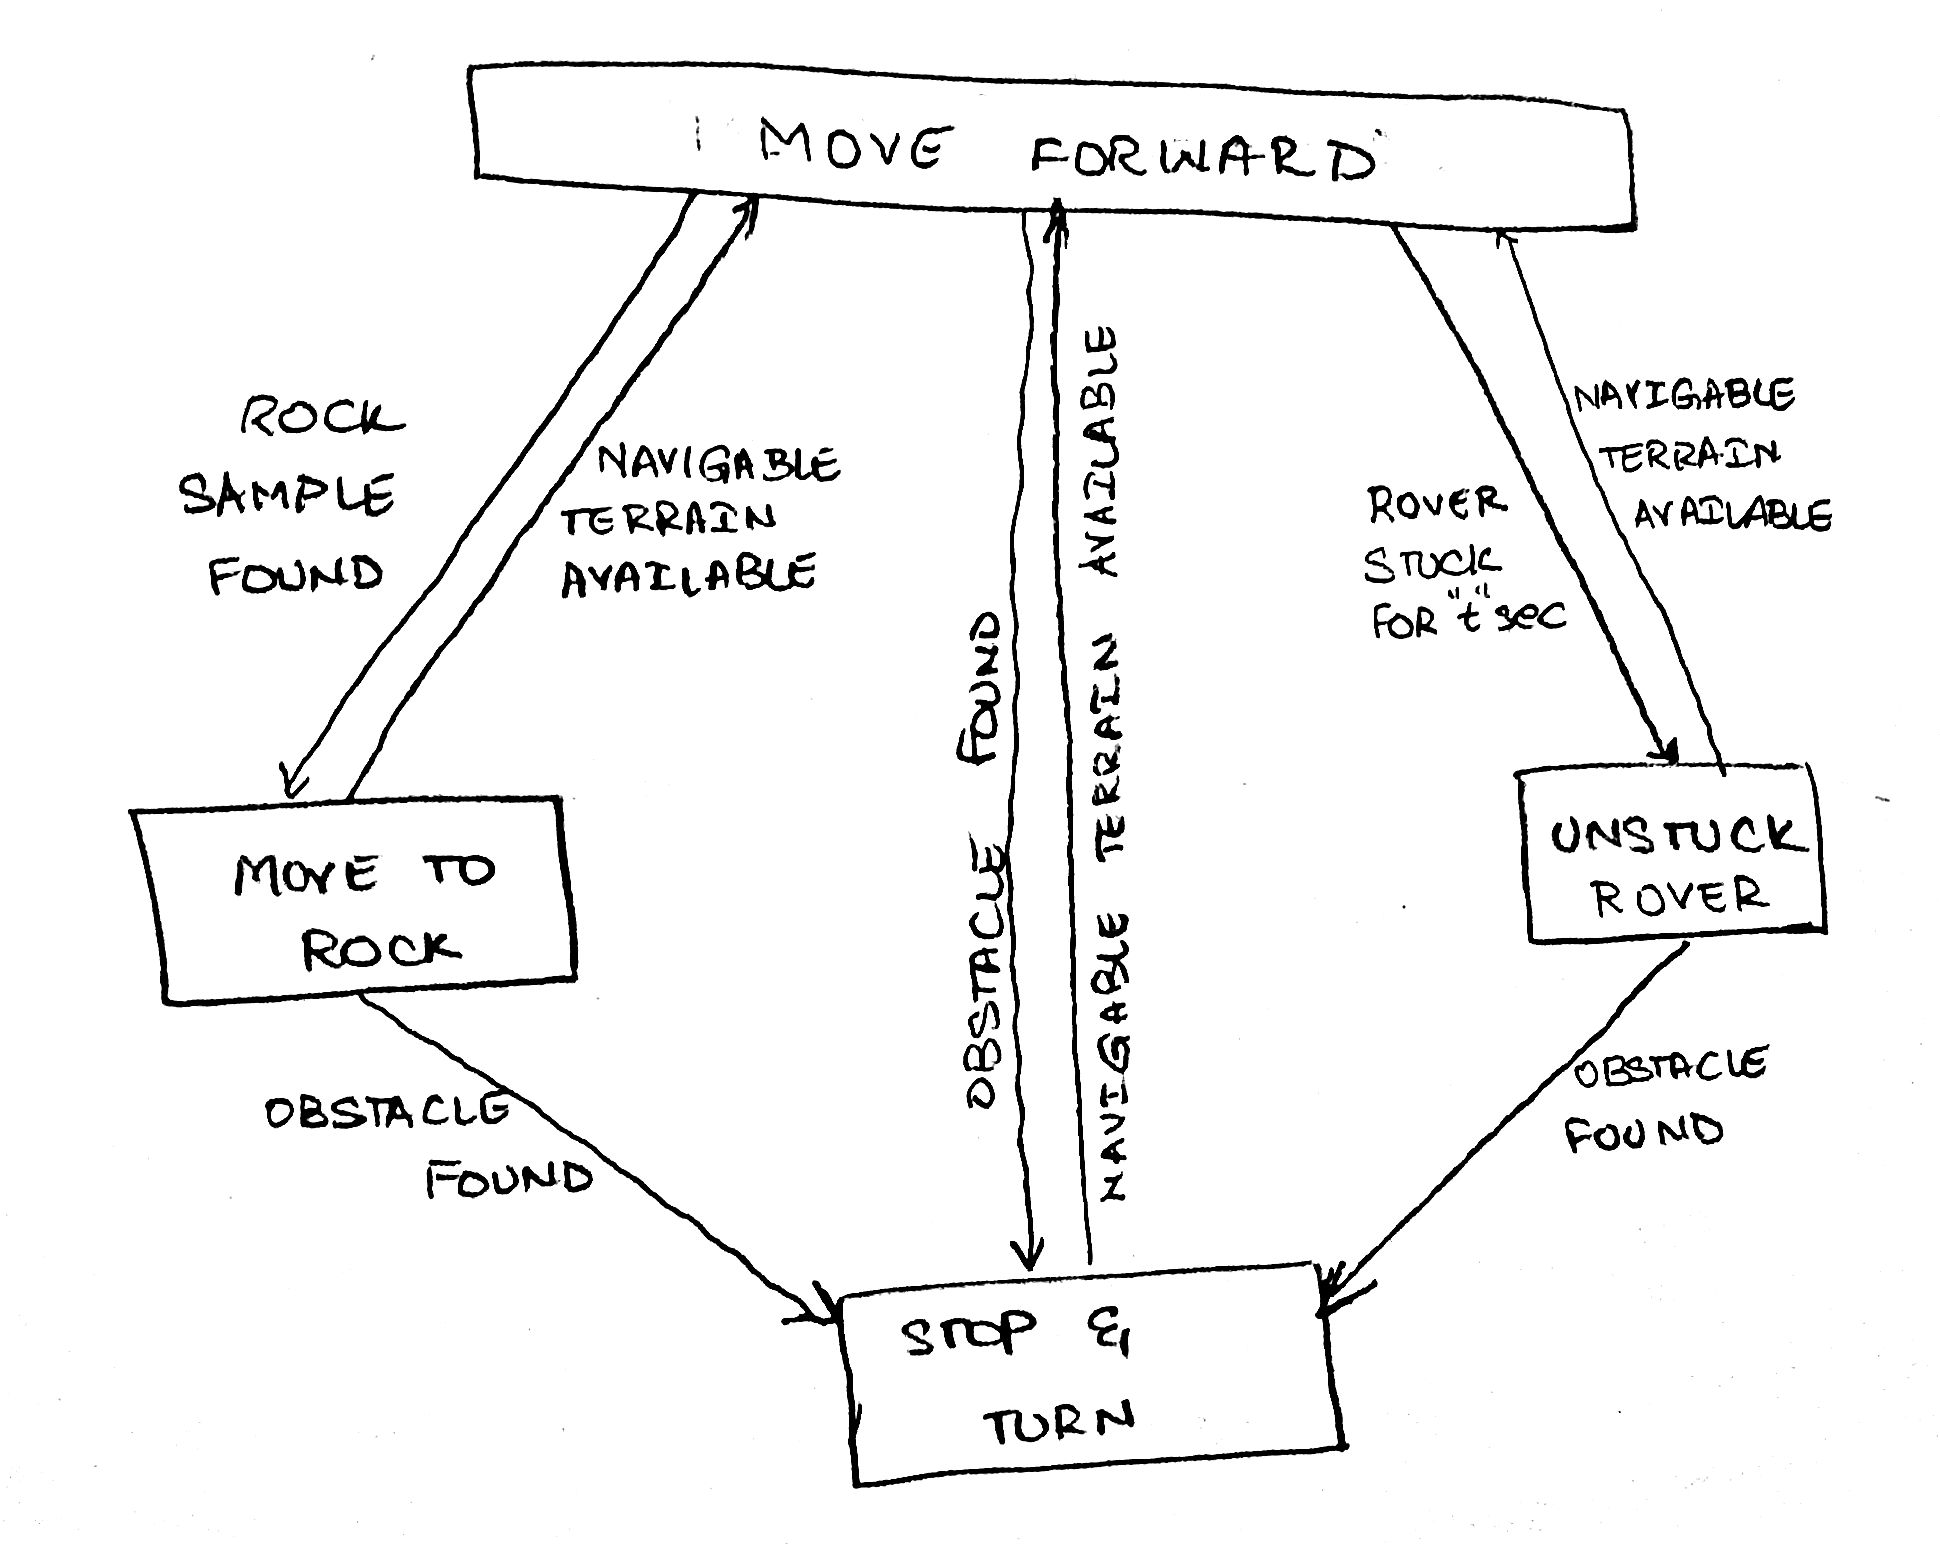 MOVE FORWARD
ROCK
SAMPLE
FOUND
NAVIGABLE
TERRAIN
AVAILABLE
OBSTACLE FOUND
NAVIGABLE TERRAIN AVAILABLE
ROVER
STUCK
FOR "t" sec
NAVIGABLE
TERRAIN
AVAILABLE
MOVE TO
ROCK
UNSTUCK
ROVER
OBSTACLE
FOUND
OBSTACLE
FOUND
STOP &
TURN